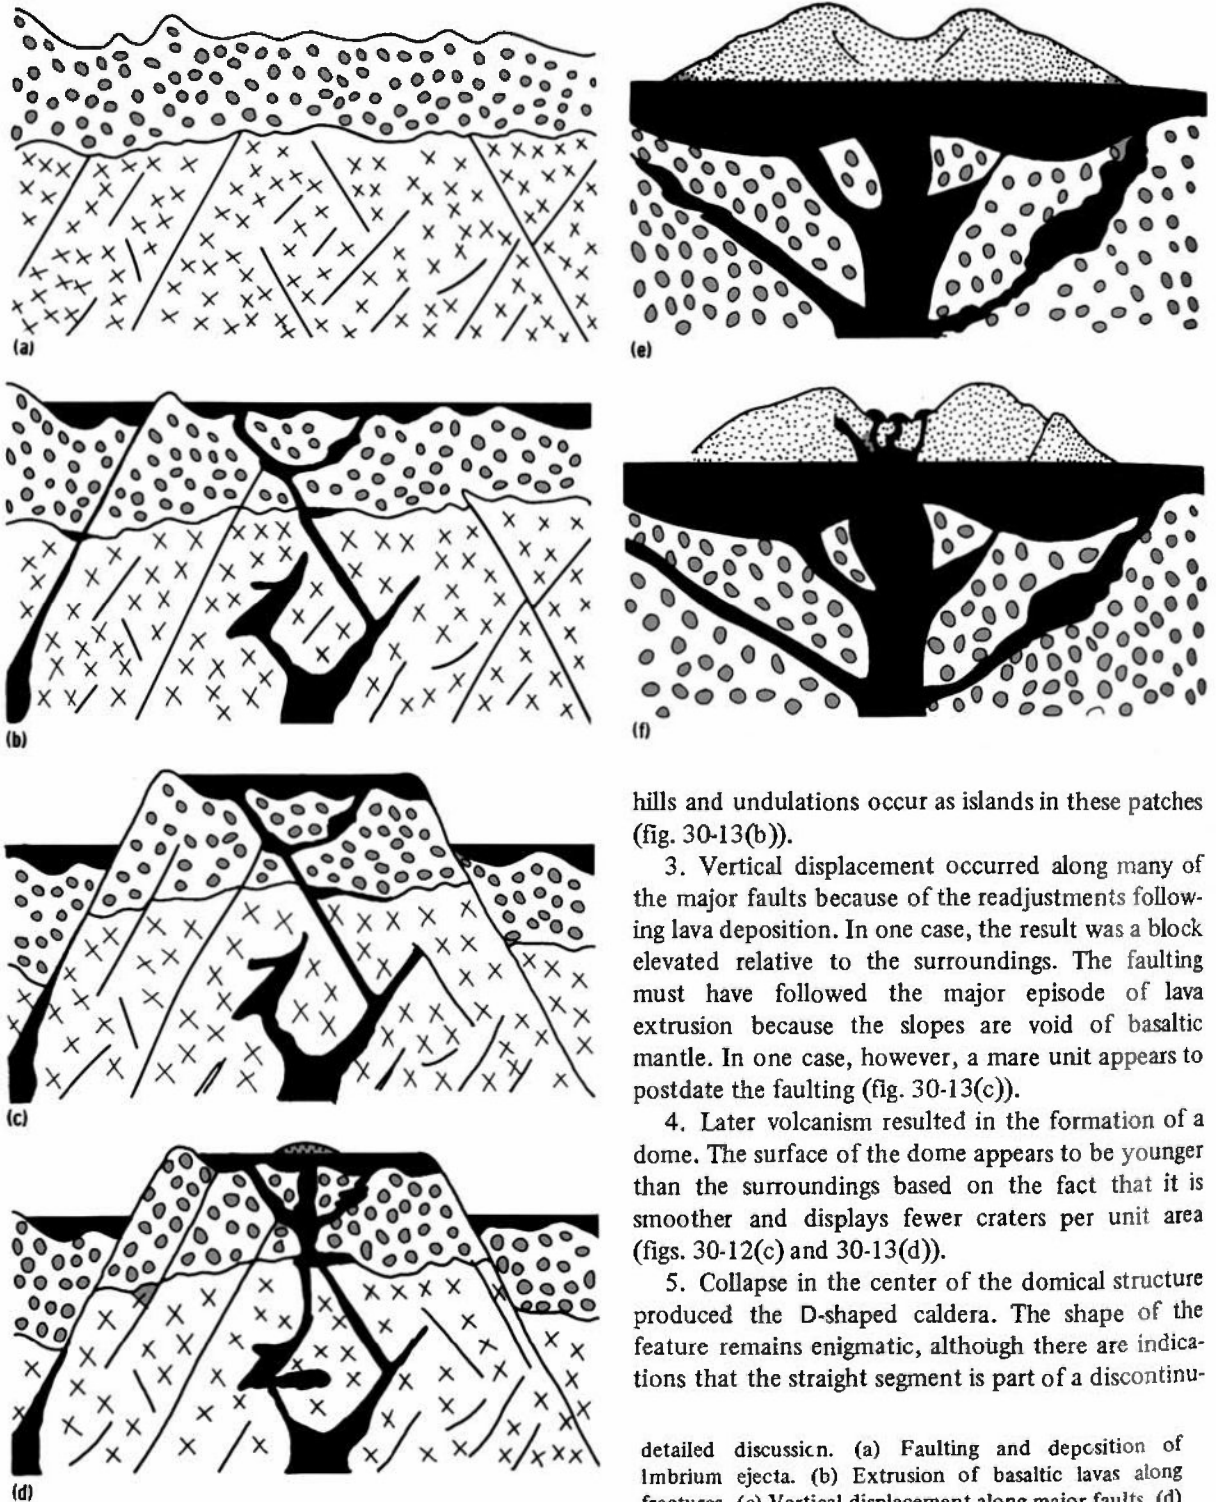 (a)
(b)
(c)
(d)
(e)
(f)
hills and undulations occur as islands in these patches
(fig. 30-13(b)).
3. Vertical displacement occurred along many of
the major faults because of the readjustments follow-
ing lava deposition. In one case, the result was a block
elevated relative to the surroundings. The faulting
must have followed the major episode of lava
extrusion because the slopes are void of basaltic
mantle. In one case, however, a mare unit appears to
postdate the faulting (fig. 30-13(c)).
4. Later volcanism resulted in the formation of a
dome. The surface of the dome appears to be younger
than the surroundings based on the fact that it is
smoother and displays fewer craters per unit area
(figs. 30-12(c) and 30-13(d)).
5. Collapse in the center of the domical structure
produced the D-shaped caldera. The shape of the
feature remains enigmatic, although there are indica-
tions that the straight segment is part of a discontinu-
detailed discussion. (a) Faulting and deposition of
Imbrium ejecta. (b) Extrusion of basaltic lavas along
fractures. (c) Vertical displacement along major faults. (d)